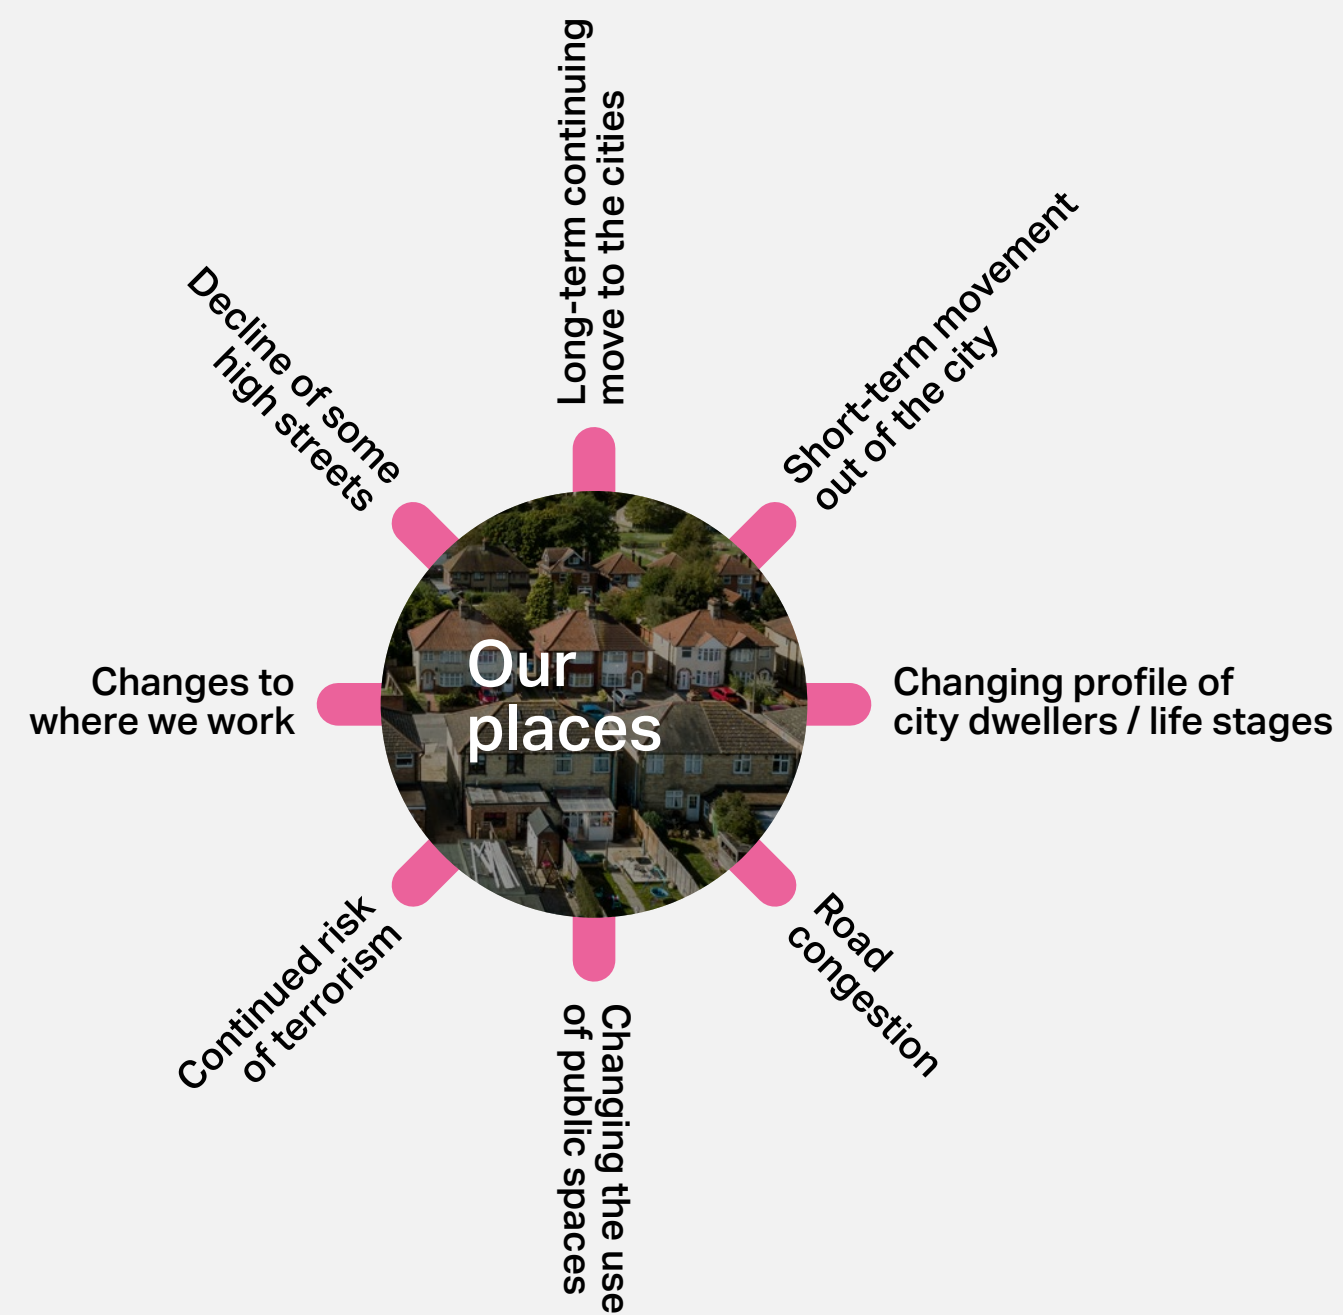 Our
places
Long-term continuing
move to the cities
Short-term movement
out of the city
Changing profile of
city dwellers / life stages
Road
congestion
Changing the use
of public spaces
Continued risk
of terrorism
Changes to
where we work
Decline of some
high streets